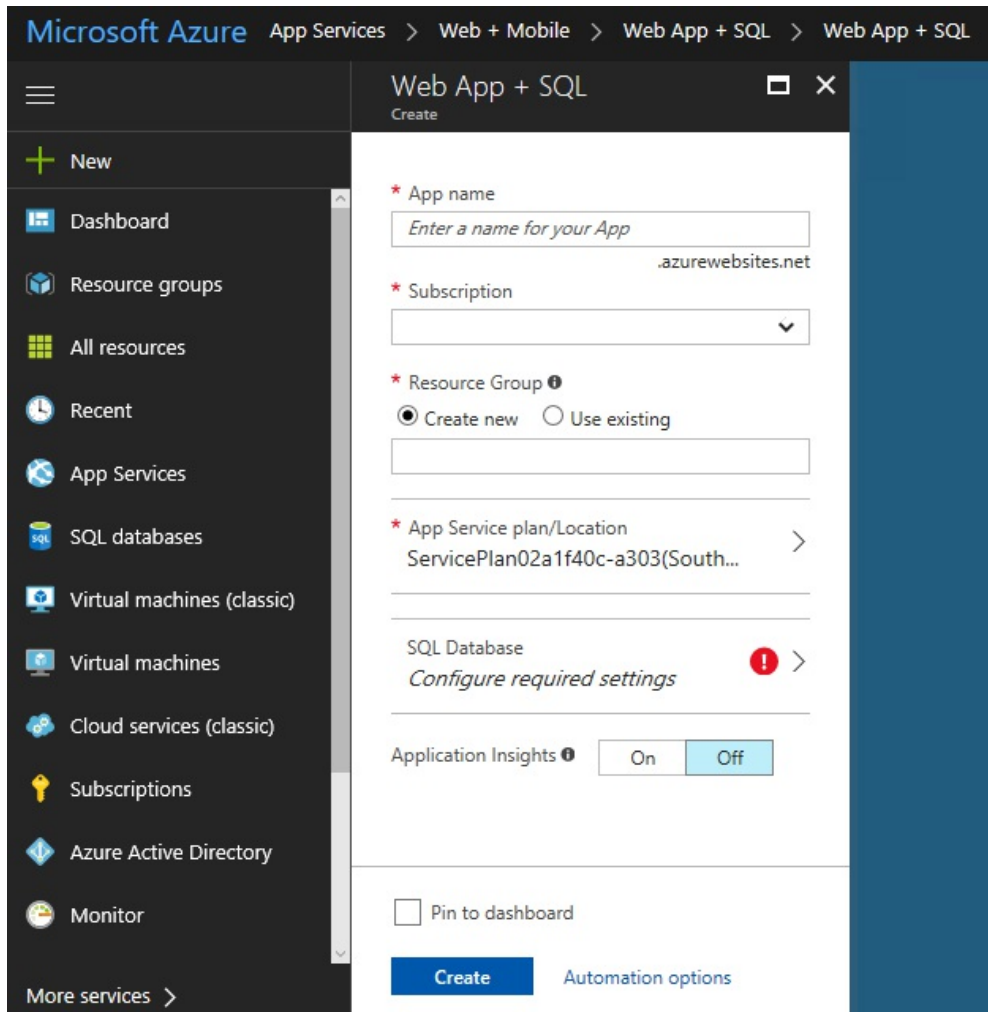 Microsoft Azure App Services > Web + Mobile > Web App + SQL > Web App + SQL
Web App + SQL
Create
New
Dashboard
Resource groups
All resources
Recent
App Services
SQL databases
Virtual machines (classic)
Virtual machines
Cloud services (classic)
Subscriptions
Azure Active Directory
Monitor
More services >
* App name
Enter a name for your App
.azurewebsites.net
* Subscription
* Resource Group
Create new Use existing
* App Service plan/Location
ServicePlan02a1f40c-a303(South...
SQL Database
Configure required settings
Application Insights On Off
Pin to dashboard
Create Automation options